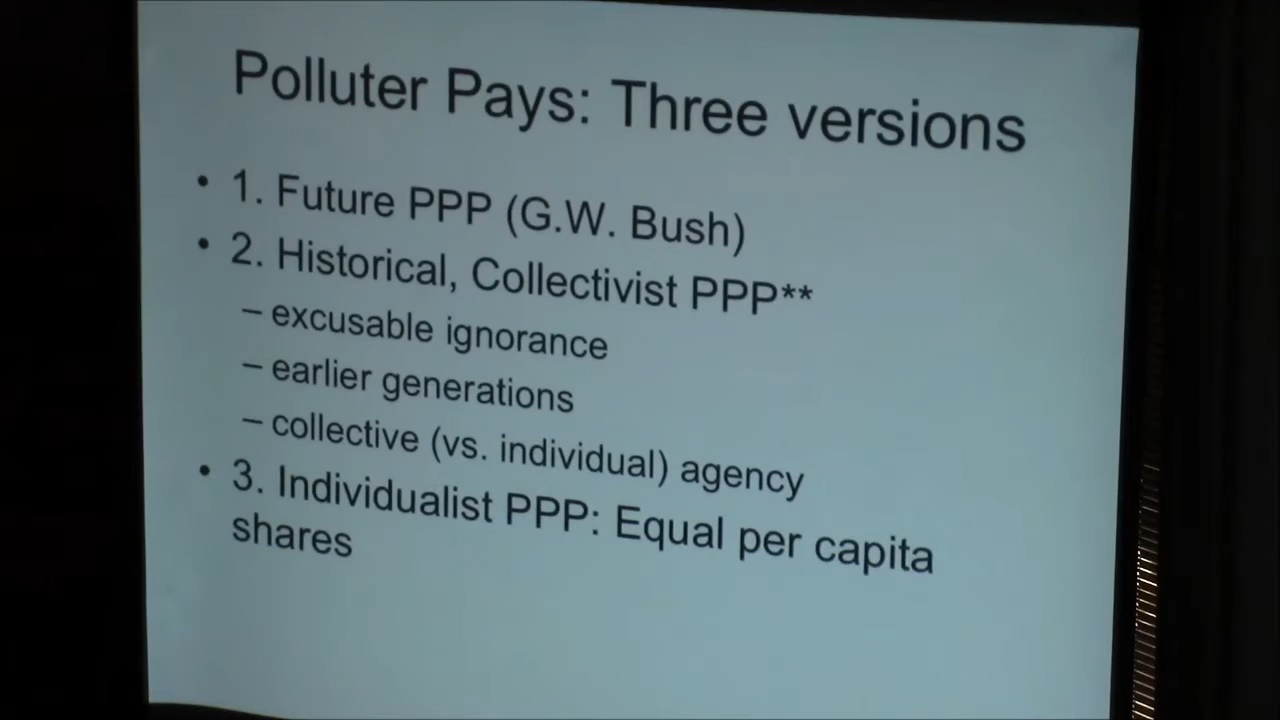 Polluter Pays: Three versions
• 1. Future PPP (G.W. Bush)
• 2. Historical, Collectivist PPP**
– excusable ignorance
– earlier generations
– collective (vs. individual) agency
• 3. Individualist PPP: Equal per capita
shares